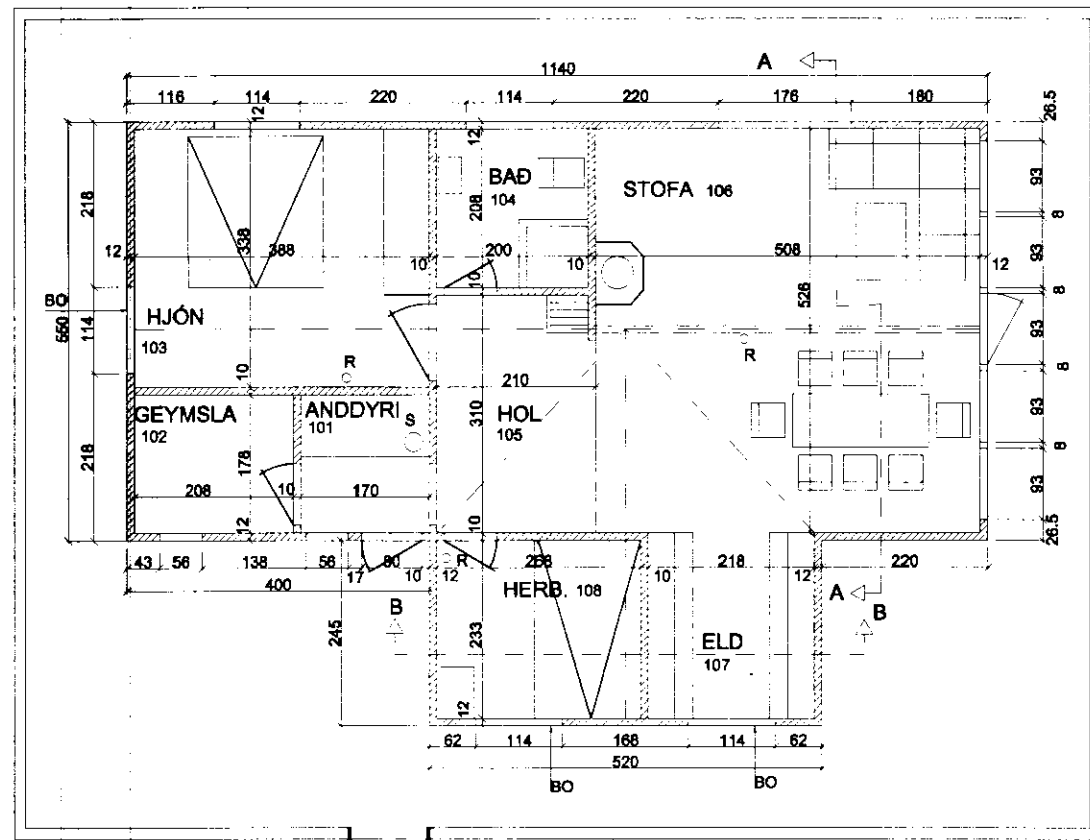 A
1140
116 114 220 114 220 176 180
12
26.5
12
BAÐ
104
STOFA 106
93
218
208
8
338
12 388 10 200 10 508 12
93
10
8
BO
526
550
HJÓN
103
114
93
R
R
8
10
210
GEYMSLA
102
ANDDYRI
101
S
310
HOL
105
93
178
8
218
208 10 170
93
12
10
26.5
43 56 138 56 17 80 10 12 R 268 10 218 12 220
400
HERB. 108
A
B
B
245
233
ELD
107
12
62 114 168 114 62
520
BO
BO